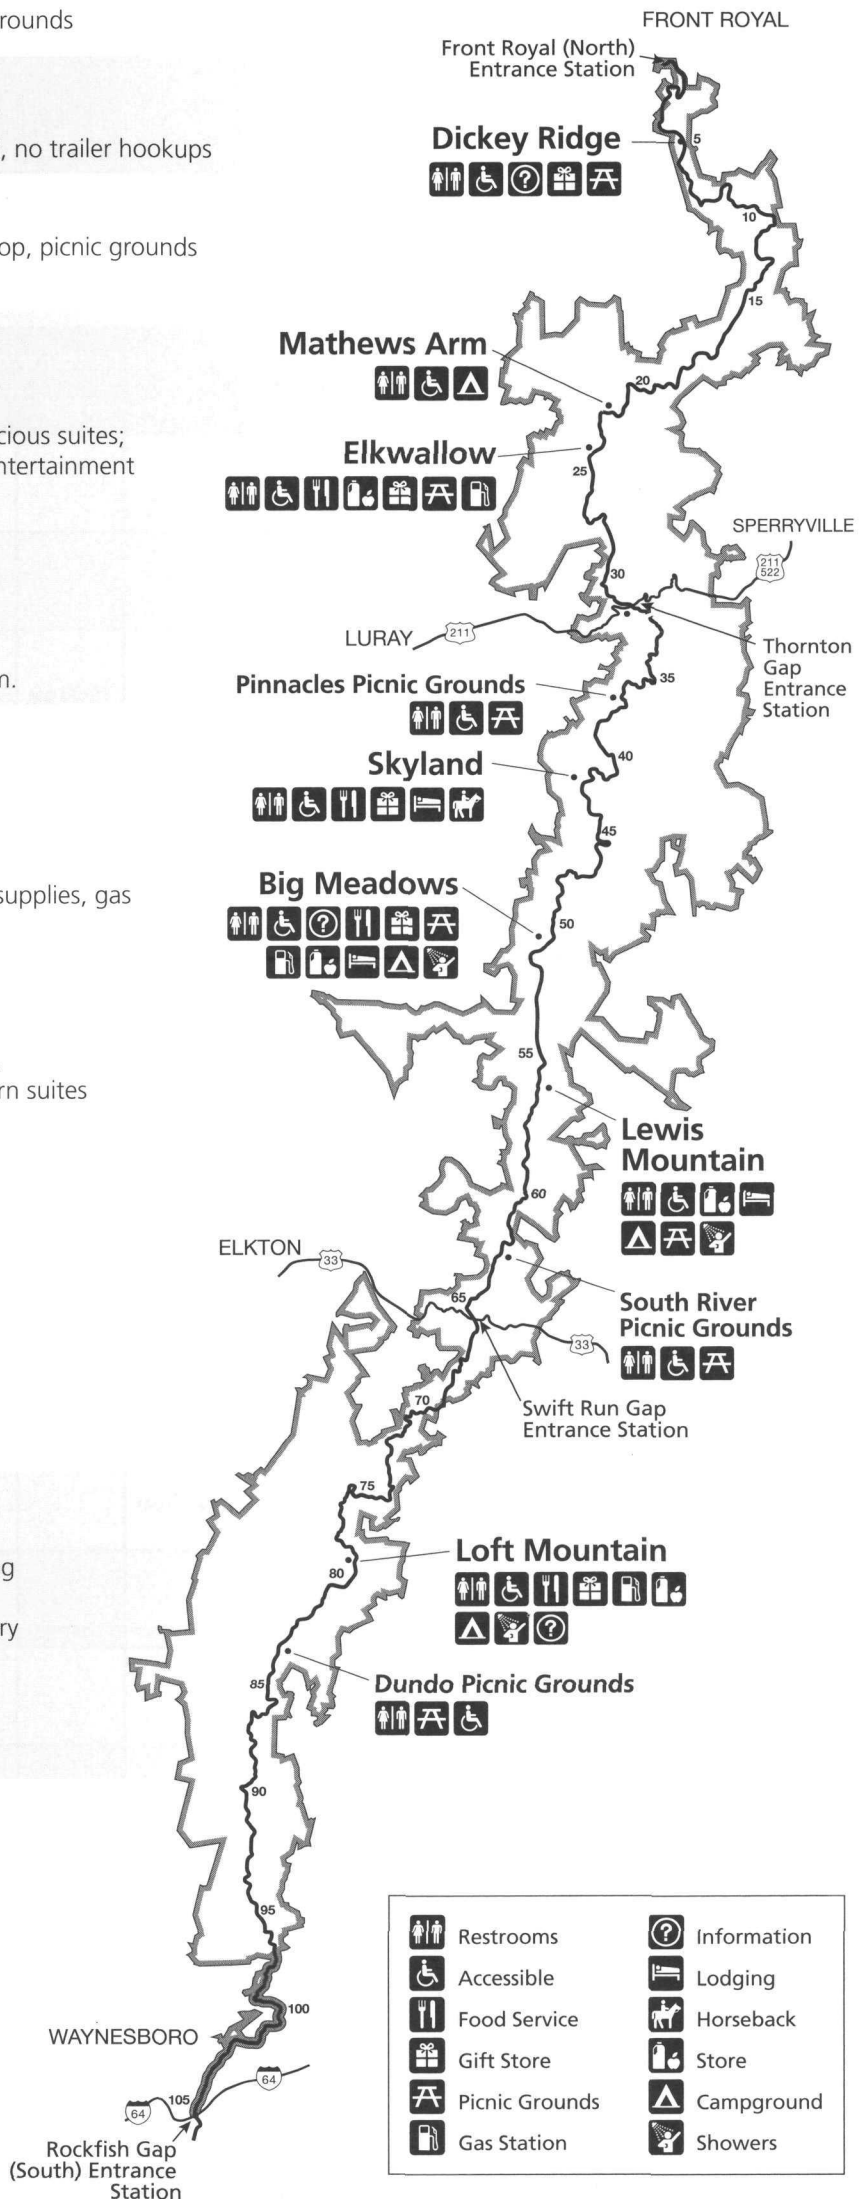 rounds
, no trailer hookups
op, picnic grounds
cious suites;
ntertainment
n.
supplies, gas
rn suites
g
ry
FRONT ROYAL
Front Royal (North)
Entrance Station
Dickey Ridge
5
10
15
Mathews Arm
20
Elkwallow
25
SPERRYVILLE
211
522
30
LURAY
211
Thornton
Gap
Entrance
Station
35
Pinnacles Picnic Grounds
40
Skyland
45
Big Meadows
50
55
Lewis
Mountain
60
ELKTON
33
65
South River
Picnic Grounds
33
70
Swift Run Gap
Entrance Station
75
Loft Mountain
80
85
Dundo Picnic Grounds
90
95
100
WAYNESBORO
64
105
64
Rockfish Gap
(South) Entrance
Station
Restrooms
Accessible
Food Service
Gift Store
Picnic Grounds
Gas Station
Information
Lodging
Horseback
Store
Campground
Showers